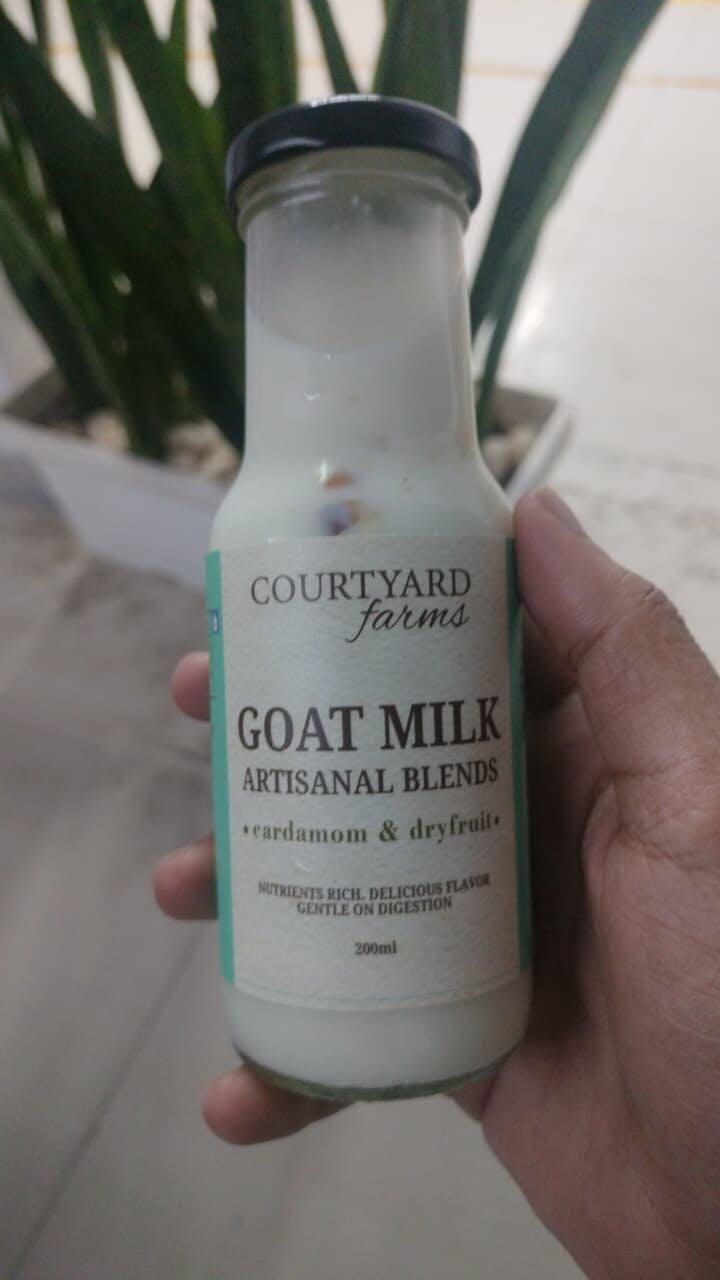 COURTYARD
farms
GOAT MILK
ARTISANAL BLENDS
•cardamom & dryfruit•
NUTRIENTS RICH. DELICIOUS FLAVOR
GENTLE ON DIGESTION
200ml